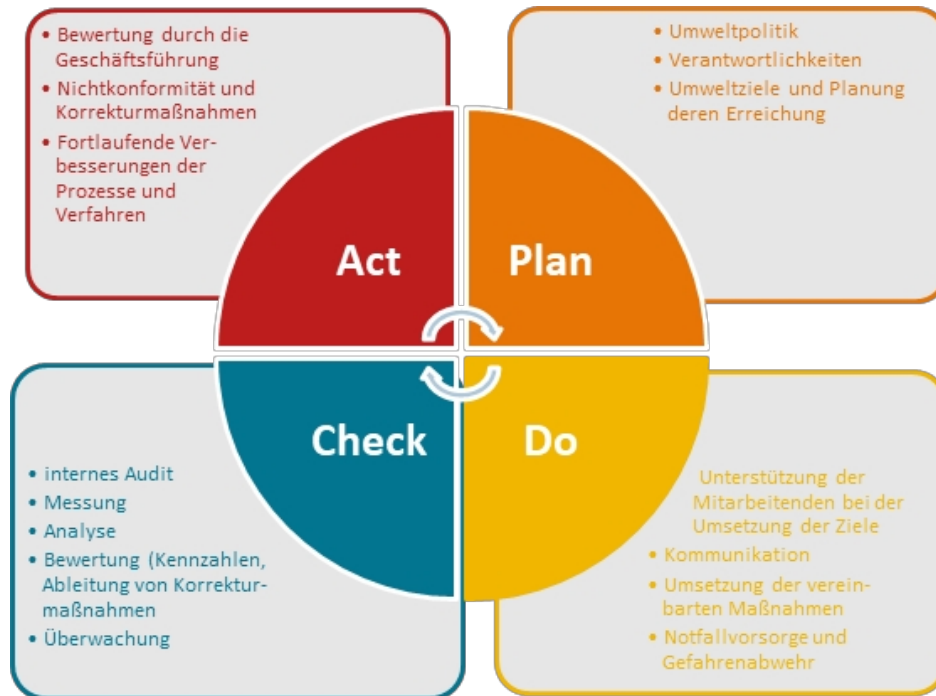 • Bewertung durch die
Geschäftsführung
• Nichtkonformität und
Korrekturmaßnahmen
• Fortlaufende Ver-
besserungen der
Prozesse und
Verfahren
• Umweltpolitik
• Verantwortlichkeiten
• Umweltziele und Planung
deren Erreichung
Act
Plan
Check
Do
• internes Audit
• Messung
• Analyse
• Bewertung (Kennzahlen,
Ableitung von Korrektur-
maßnahmen
• Überwachung
Unterstützung der
Mitarbeitenden bei der
Umsetzung der Ziele
• Kommunikation
• Umsetzung der verein-
barten Maßnahmen
• Notfallvorsorge und
Gefahrenabwehr